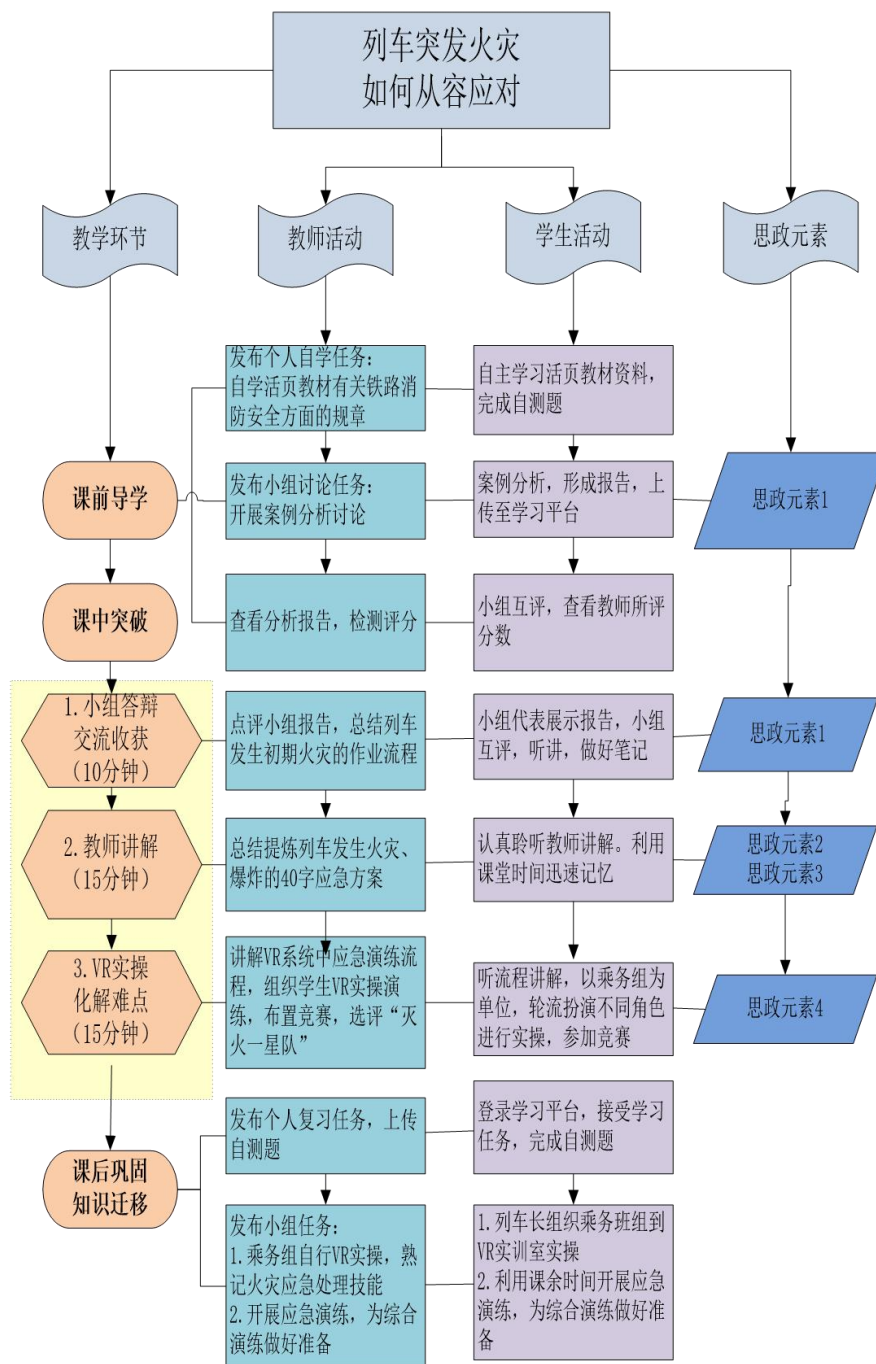 列车突发火灾
如何从容应对
教学环节
教师活动
学生活动
思政元素
发布个人自学任务：
自学活页教材有关铁路消
防安全方面的规章
自主学习活页教材资料，
完成自测题
课前导学
发布小组讨论任务：
开展案例分析讨论
案例分析，形成报告，上
传至学习平台
思政元素1
课中突破
查看分析报告，检测评分
小组互评，查看教师所评
分数
1.小组答辩
交流收获
（10分钟）
点评小组报告，总结列车
发生初期火灾的作业流程
小组代表展示报告，小组
互评，听讲，做好笔记
思政元素1
2.教师讲解
（15分钟）
总结提炼列车发生火灾、
爆炸的40字应急方案
认真聆听教师讲解。利用
课堂时间迅速记忆
思政元素2
思政元素3
3.VR实操
化解难点
（15分钟）
讲解VR系统中应急演练流
程，组织学生VR实操演
练，布置竞赛，选评“灭
火一星队”
听流程讲解，以乘务组为
单位，轮流扮演不同角色
进行实操，参加竞赛
思政元素4
课后巩固
知识迁移
发布个人复习任务，上传
自测题
登录学习平台，接受学习
任务，完成自测题
发布小组任务：
1.乘务组自行VR实操，熟
记火灾应急处理技能
2.开展应急演练，为综合
演练做好准备
1.列车长组织乘务班组到
VR实训室实操
2.利用课余时间开展应急
演练，为综合演练做好准
备